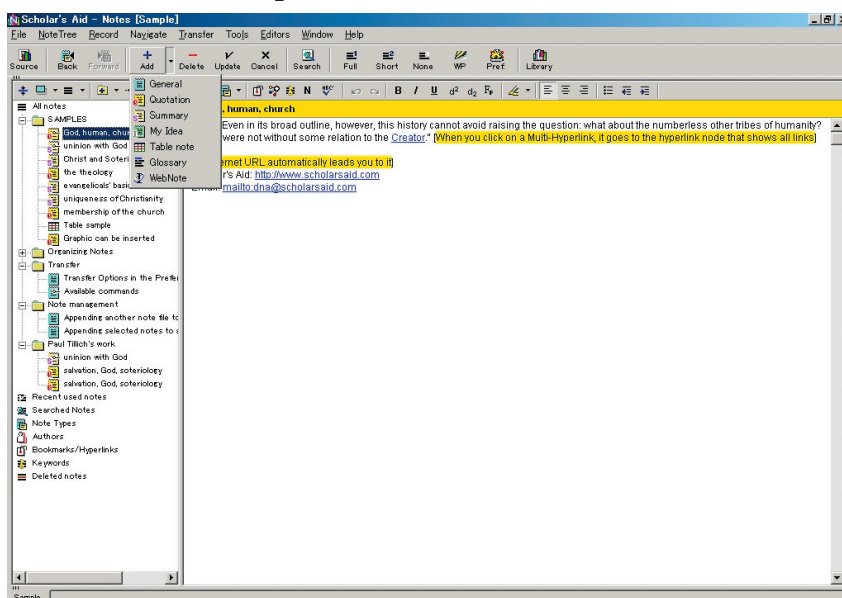 Scholar's Aid - Notes [Sample]
File NoteTree Record Navigate Transfer Tools Editors Window Help
Source Back Forward Add Delete Update Cancel Search Full Short None WP Pref. Library
General
Quotation
Summary
My Idea
Table note
Glossary
WebNote
All notes
SAMPLES
God, human, chur
uninion with God
Christ and Soteri
the theology
evangelicals' basi
uniqueness of Christianity
membership of the church
Table sample
Graphic can be inserted
Organizing Notes
Transfer
Transfer Options in the Prefe
Available commands
Note management
Appending another note file to
Appending selected notes to
Paul Tillich's work
uninion with God
salvation, God, soteriology
salvation, God, soteriology
Recent used notes
Searched Notes
Note Types
Authors
Bookmarks/Hyperlinks
Keywords
Deleted notes
, human, church
Even in its broad outline, however, this history cannot avoid raising the question: what about the numberless other tribes of humanity?
were not without some relation to the Creator." [When you click on a Multi-Hyperlink, it goes to the hyperlink node that shows all links]
ernet URL automatically leads you to it]
r's Aid: http://www.scholarsaid.com
mailto:dna@scholarsaid.com
Sample